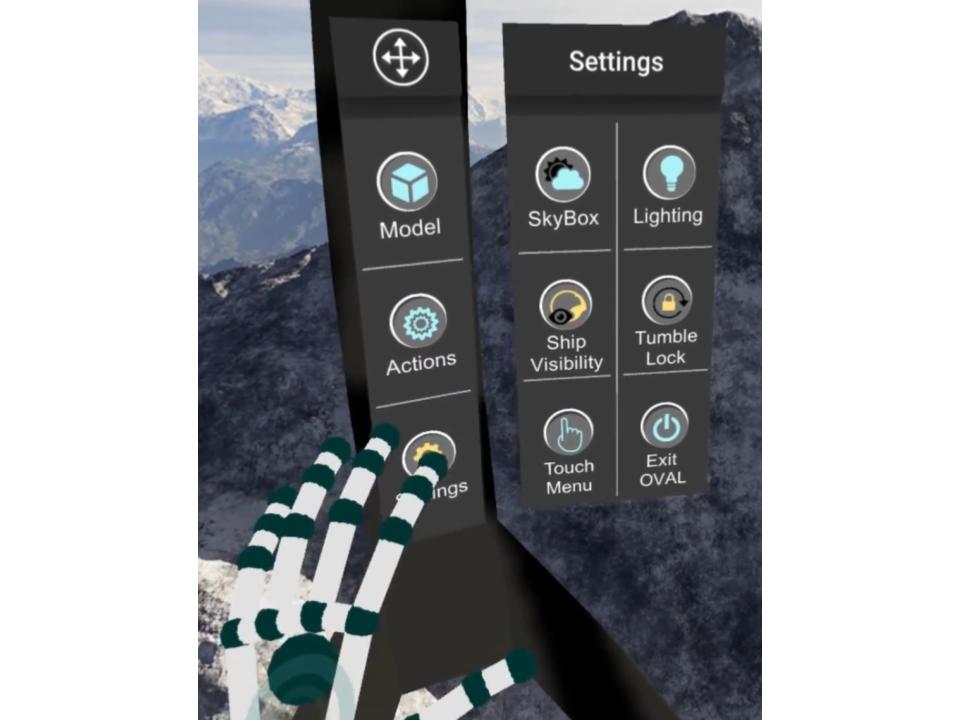 Settings
Model
Actions
SkyBox
Lighting
Ship
Visibility
Tumble
Lock
Touch
Menu
Exit
OVAL